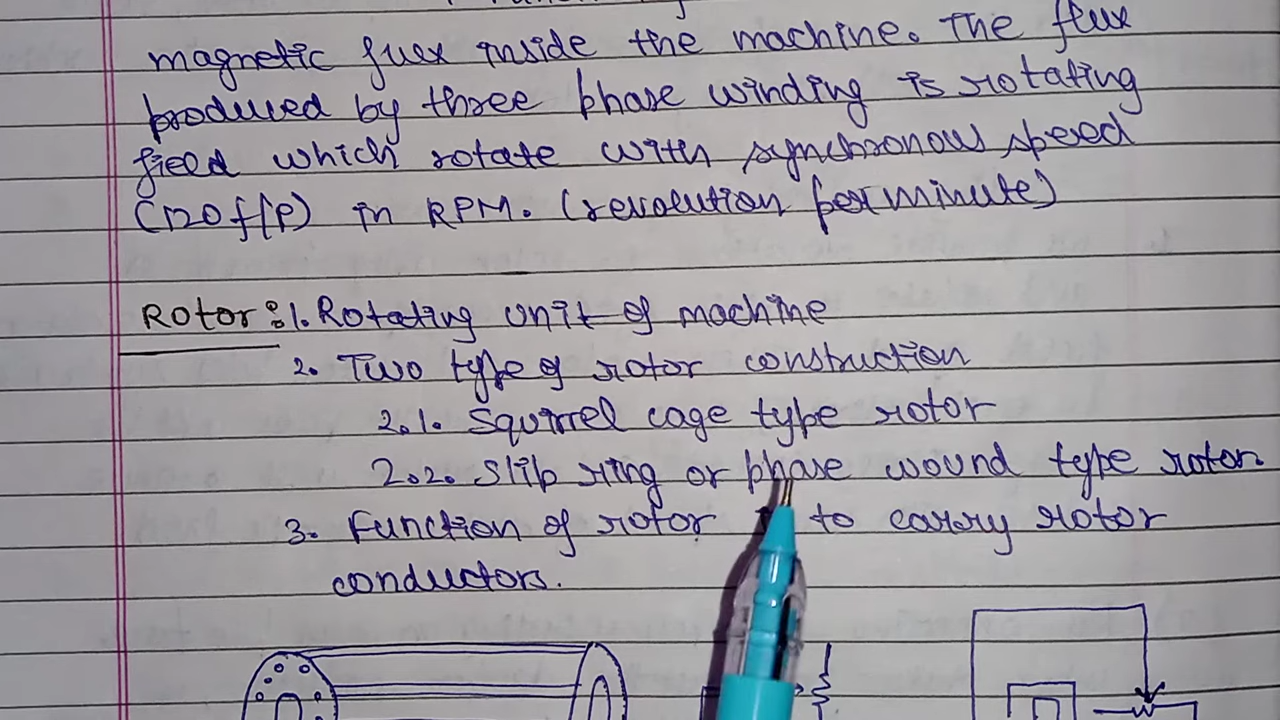 magnetic flux inside the machine. The flux
produced by three phase winding is rotating
field which rotate with synchronous speed
(120f/P) in RPM. (revolution per minute)
Rotor: 1. Rotating unit of machine
2. Two type of rotor construction
2.1. Squirrel cage type rotor
2.2. Slip ring or phase wound type rotor.
3. Function of rotor to carry rotor
conductors.